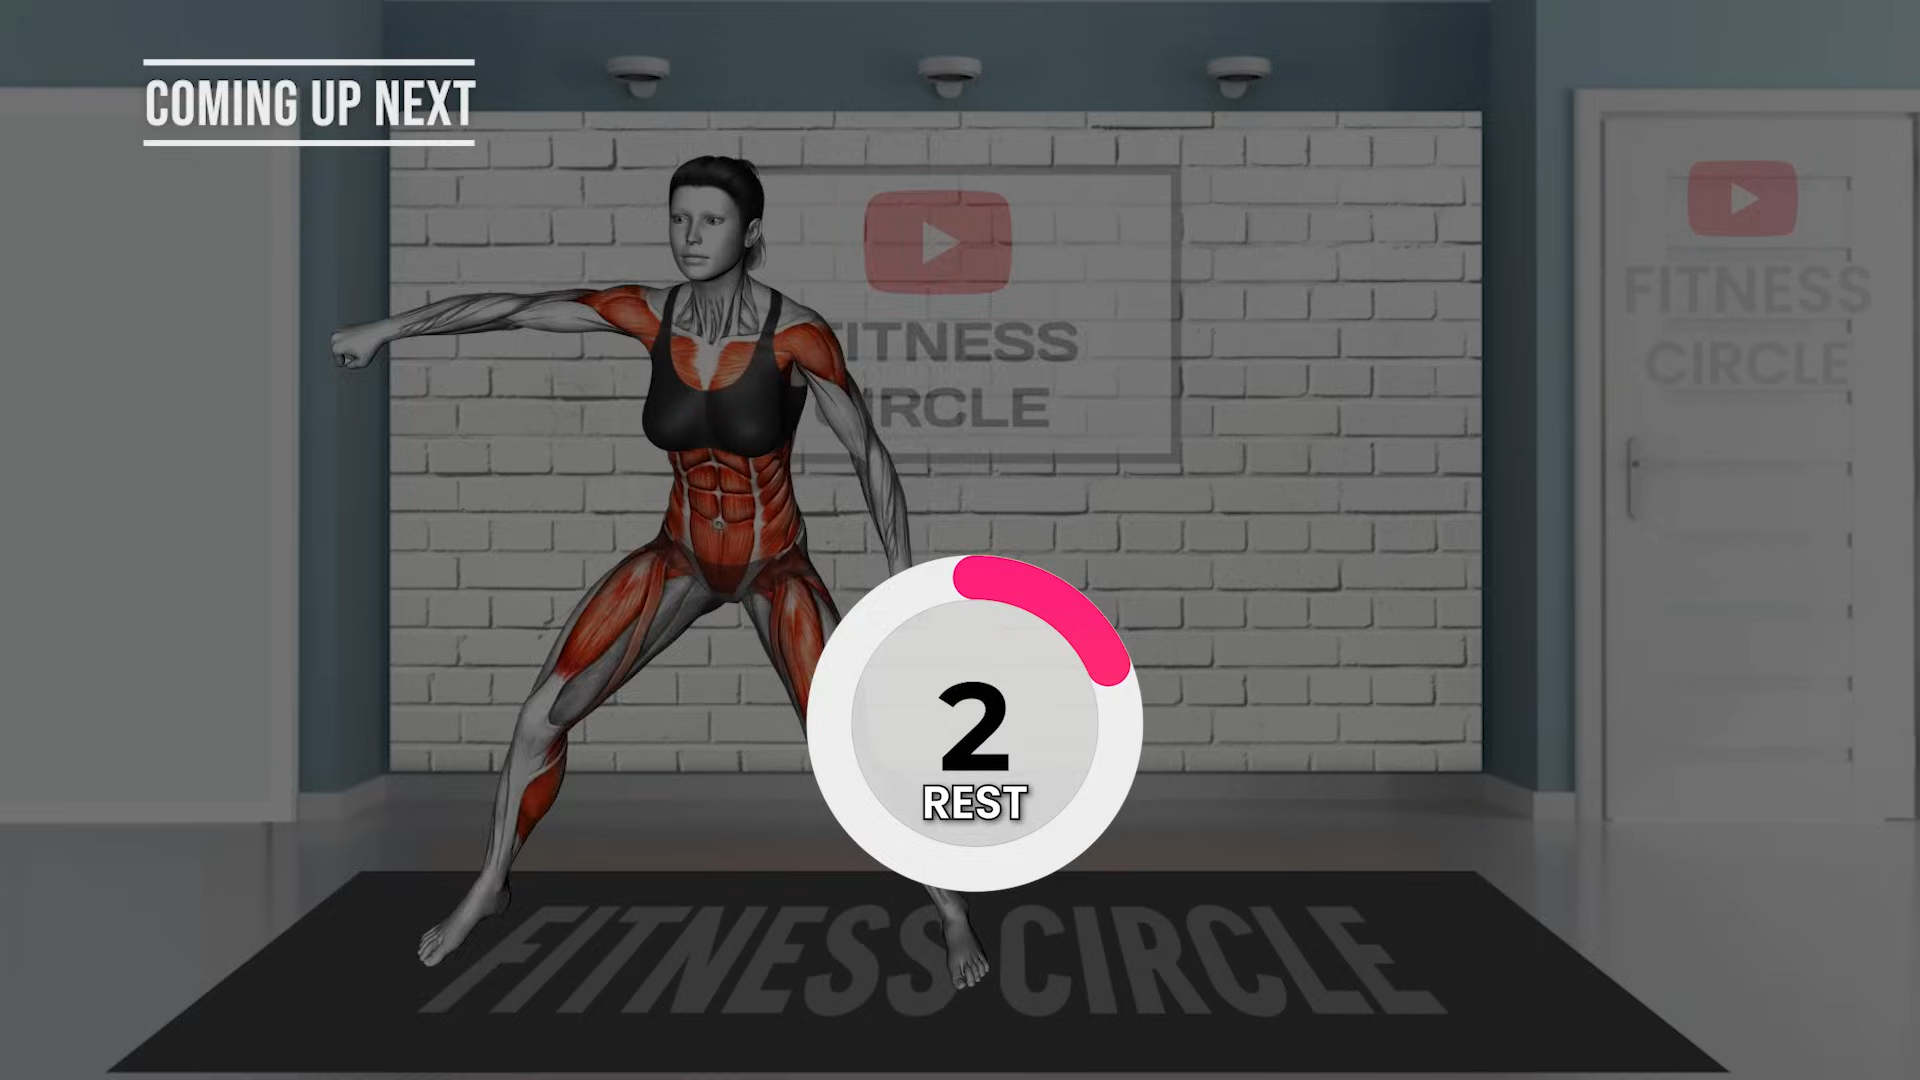 COMING UP NEXT
FITNESS
CIRCLE
FITNESS
CIRCLE
2
REST
FITNESS CIRCLE